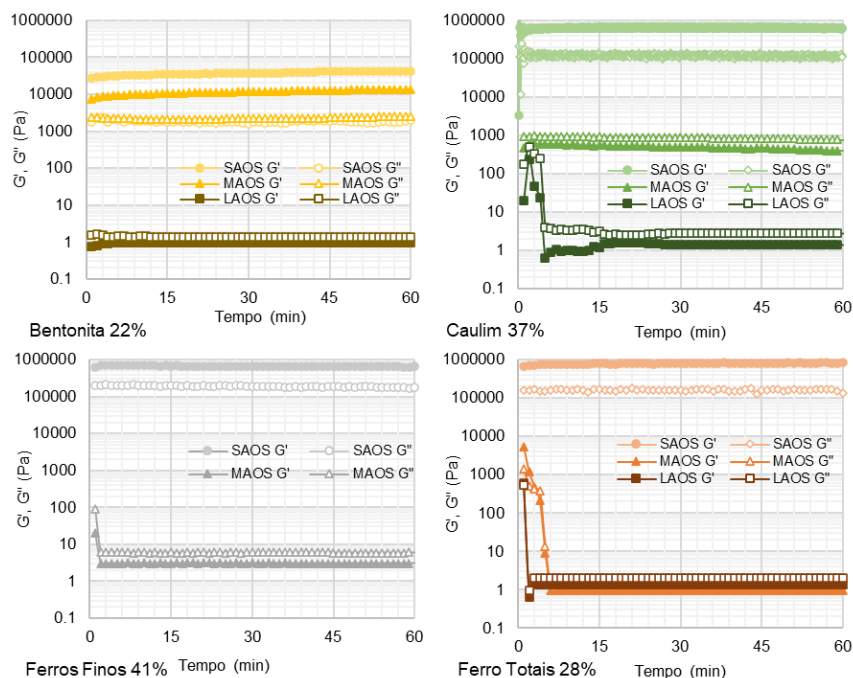 1000000
100000
10000
1000
100
10
1
0.1
G', G'' (Pa)
SAOS G' SAOS G"
MAOS G' MAOS G"
LAOS G' LAOS G"
0 15 30 45 60
Tempo (min)
Bentonita 22%
1000000
100000
10000
1000
100
10
1
0.1
G', G'' (Pa)
SAOS G' SAOS G"
MAOS G' MAOS G"
LAOS G' LAOS G"
0 15 30 45 60
Tempo (min)
Caulim 37%
1000000
100000
10000
1000
100
10
1
0.1
G', G'' (Pa)
SAOS G' SAOS G"
MAOS G' MAOS G"
0 15 30 45 60
Ferros Finos 41% Tempo (min)
1000000
100000
10000
1000
100
10
1
0.1
G', G'' (Pa)
SAOS G' SAOS G"
MAOS G' MAOS G"
LAOS G' LAOS G"
0 15 30 45 60
Ferro Totais 28% Tempo (min)